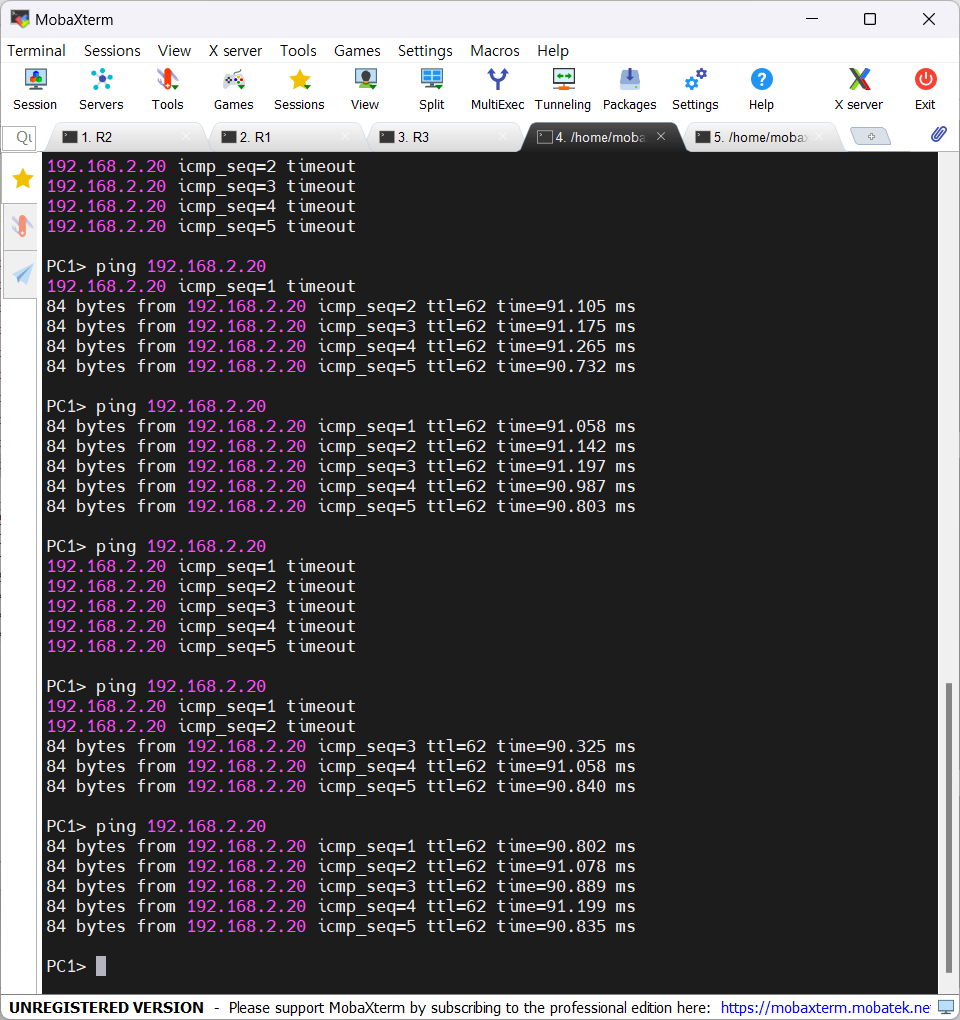 MobaXterm
Terminal Sessions View X server Tools Games Settings Macros Help
Session Servers Tools Games Sessions View Split MultiExec Tunneling Packages Settings Help X server Exit
1. R2 2. R1 3. R3 4. /home/moba 5. /home/moba
192.168.2.20 icmp_seq=2 timeout
192.168.2.20 icmp_seq=3 timeout
192.168.2.20 icmp_seq=4 timeout
192.168.2.20 icmp_seq=5 timeout
PC1> ping 192.168.2.20
192.168.2.20 icmp_seq=1 timeout
84 bytes from 192.168.2.20 icmp_seq=2 ttl=62 time=91.105 ms
84 bytes from 192.168.2.20 icmp_seq=3 ttl=62 time=91.175 ms
84 bytes from 192.168.2.20 icmp_seq=4 ttl=62 time=91.265 ms
84 bytes from 192.168.2.20 icmp_seq=5 ttl=62 time=90.732 ms
PC1> ping 192.168.2.20
84 bytes from 192.168.2.20 icmp_seq=1 ttl=62 time=91.058 ms
84 bytes from 192.168.2.20 icmp_seq=2 ttl=62 time=91.142 ms
84 bytes from 192.168.2.20 icmp_seq=3 ttl=62 time=91.197 ms
84 bytes from 192.168.2.20 icmp_seq=4 ttl=62 time=90.987 ms
84 bytes from 192.168.2.20 icmp_seq=5 ttl=62 time=90.803 ms
PC1> ping 192.168.2.20
192.168.2.20 icmp_seq=1 timeout
192.168.2.20 icmp_seq=2 timeout
192.168.2.20 icmp_seq=3 timeout
192.168.2.20 icmp_seq=4 timeout
192.168.2.20 icmp_seq=5 timeout
PC1> ping 192.168.2.20
192.168.2.20 icmp_seq=1 timeout
192.168.2.20 icmp_seq=2 timeout
84 bytes from 192.168.2.20 icmp_seq=3 ttl=62 time=90.325 ms
84 bytes from 192.168.2.20 icmp_seq=4 ttl=62 time=91.058 ms
84 bytes from 192.168.2.20 icmp_seq=5 ttl=62 time=90.840 ms
PC1> ping 192.168.2.20
84 bytes from 192.168.2.20 icmp_seq=1 ttl=62 time=90.802 ms
84 bytes from 192.168.2.20 icmp_seq=2 ttl=62 time=91.078 ms
84 bytes from 192.168.2.20 icmp_seq=3 ttl=62 time=90.889 ms
84 bytes from 192.168.2.20 icmp_seq=4 ttl=62 time=91.199 ms
84 bytes from 192.168.2.20 icmp_seq=5 ttl=62 time=90.835 ms
PC1>
UNREGISTERED VERSION - Please support MobaXterm by subscribing to the professional edition here: https://mobaxterm.mobatek.ne